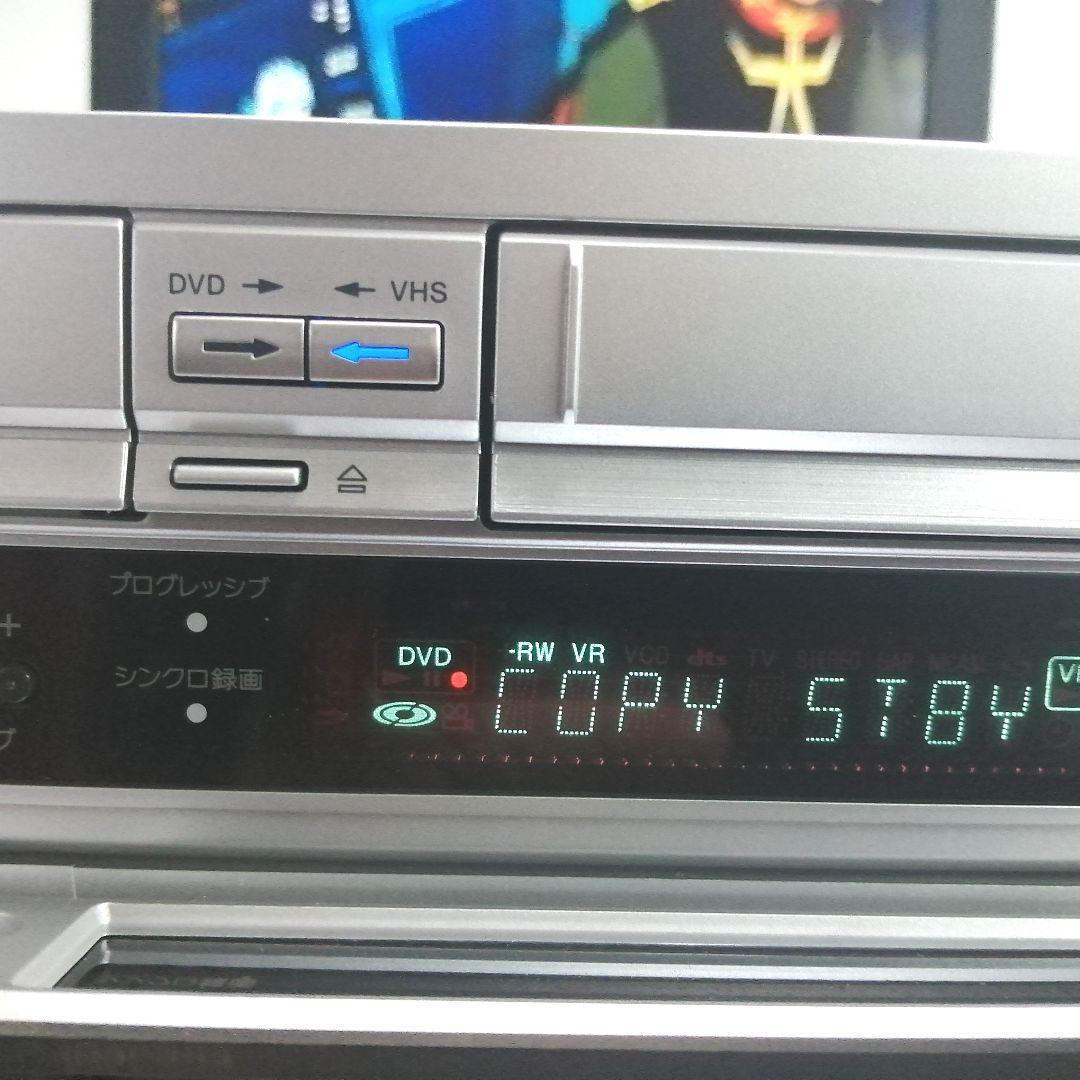 DVD → ← VHS
プログレッシブ
+
シンクロ録画
DVD -RW VR VCD dts TV STEREO SAP
COPY STBY
プ